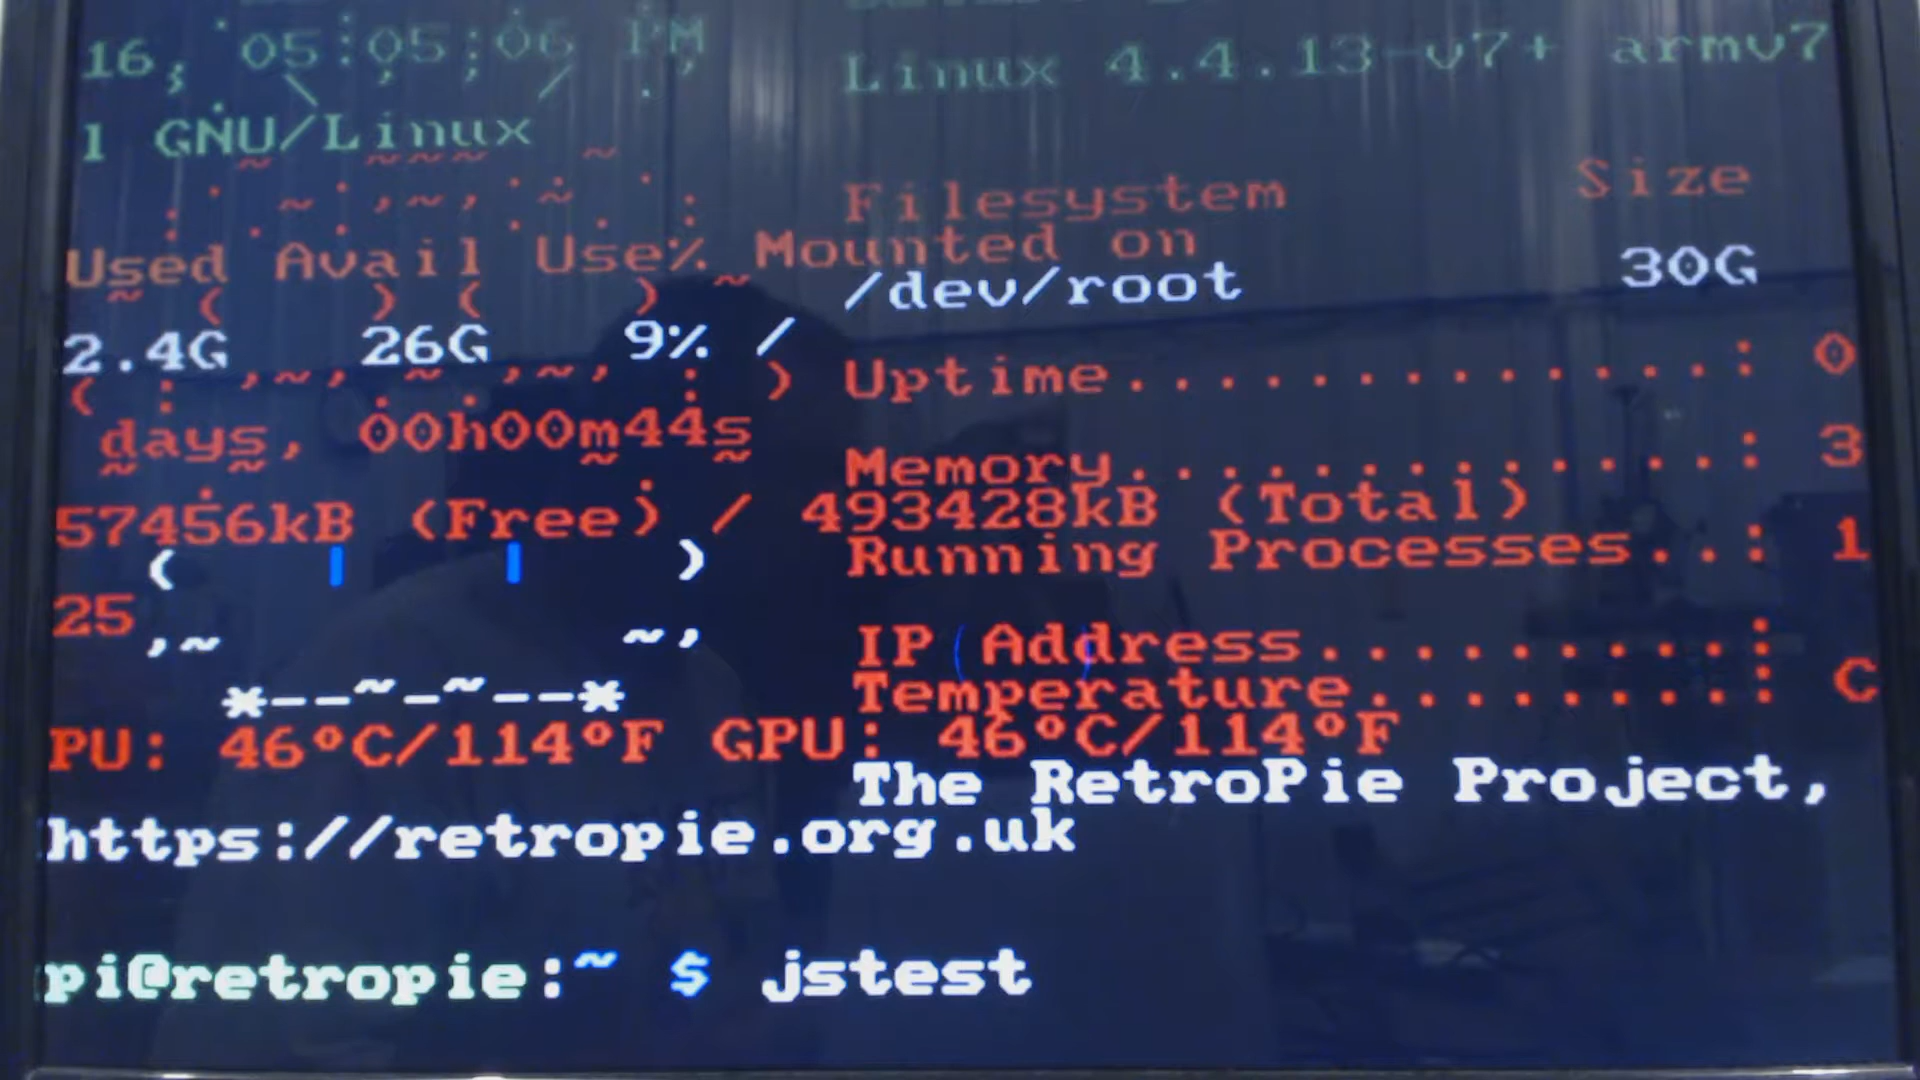 16, 05:05:06 PM
Linux 4.4.13-v7+ armv7
1 GNU/Linux
Filesystem Size
Used Avail Use% Mounted on
/dev/root 30G
2.4G 26G 9% /
Uptime...............: 0
days, 00h00m44s
Memory...............: 3
57456kB (Free) / 493428kB (Total)
Running Processes..: 1
25
IP Address..........:
Temperature.........: C
PU: 46°C/114°F GPU: 46°C/114°F
The RetroPie Project,
https://retropie.org.uk
pi@retropie:~ $ jstest